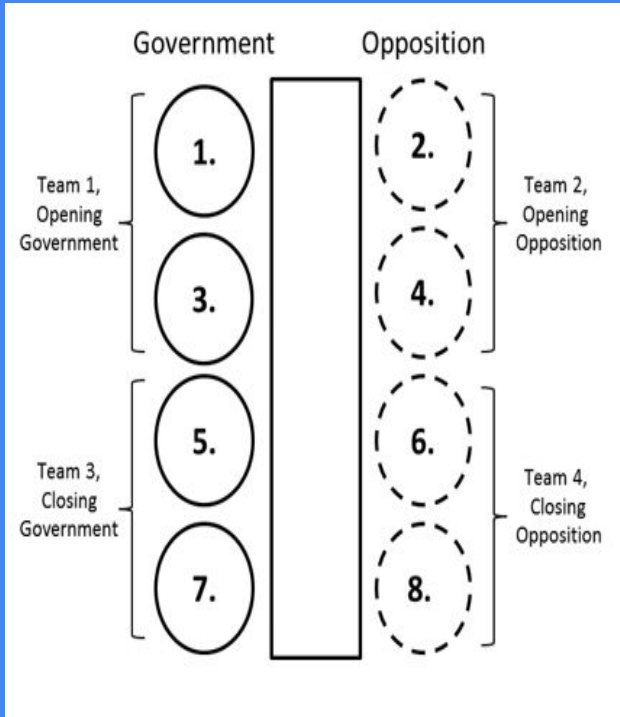 Government
Opposition
1.
2.
Team 1,
Opening
Government
Team 2,
Opening
Opposition
3.
4.
5.
6.
Team 3,
Closing
Government
Team 4,
Closing
Opposition
7.
8.